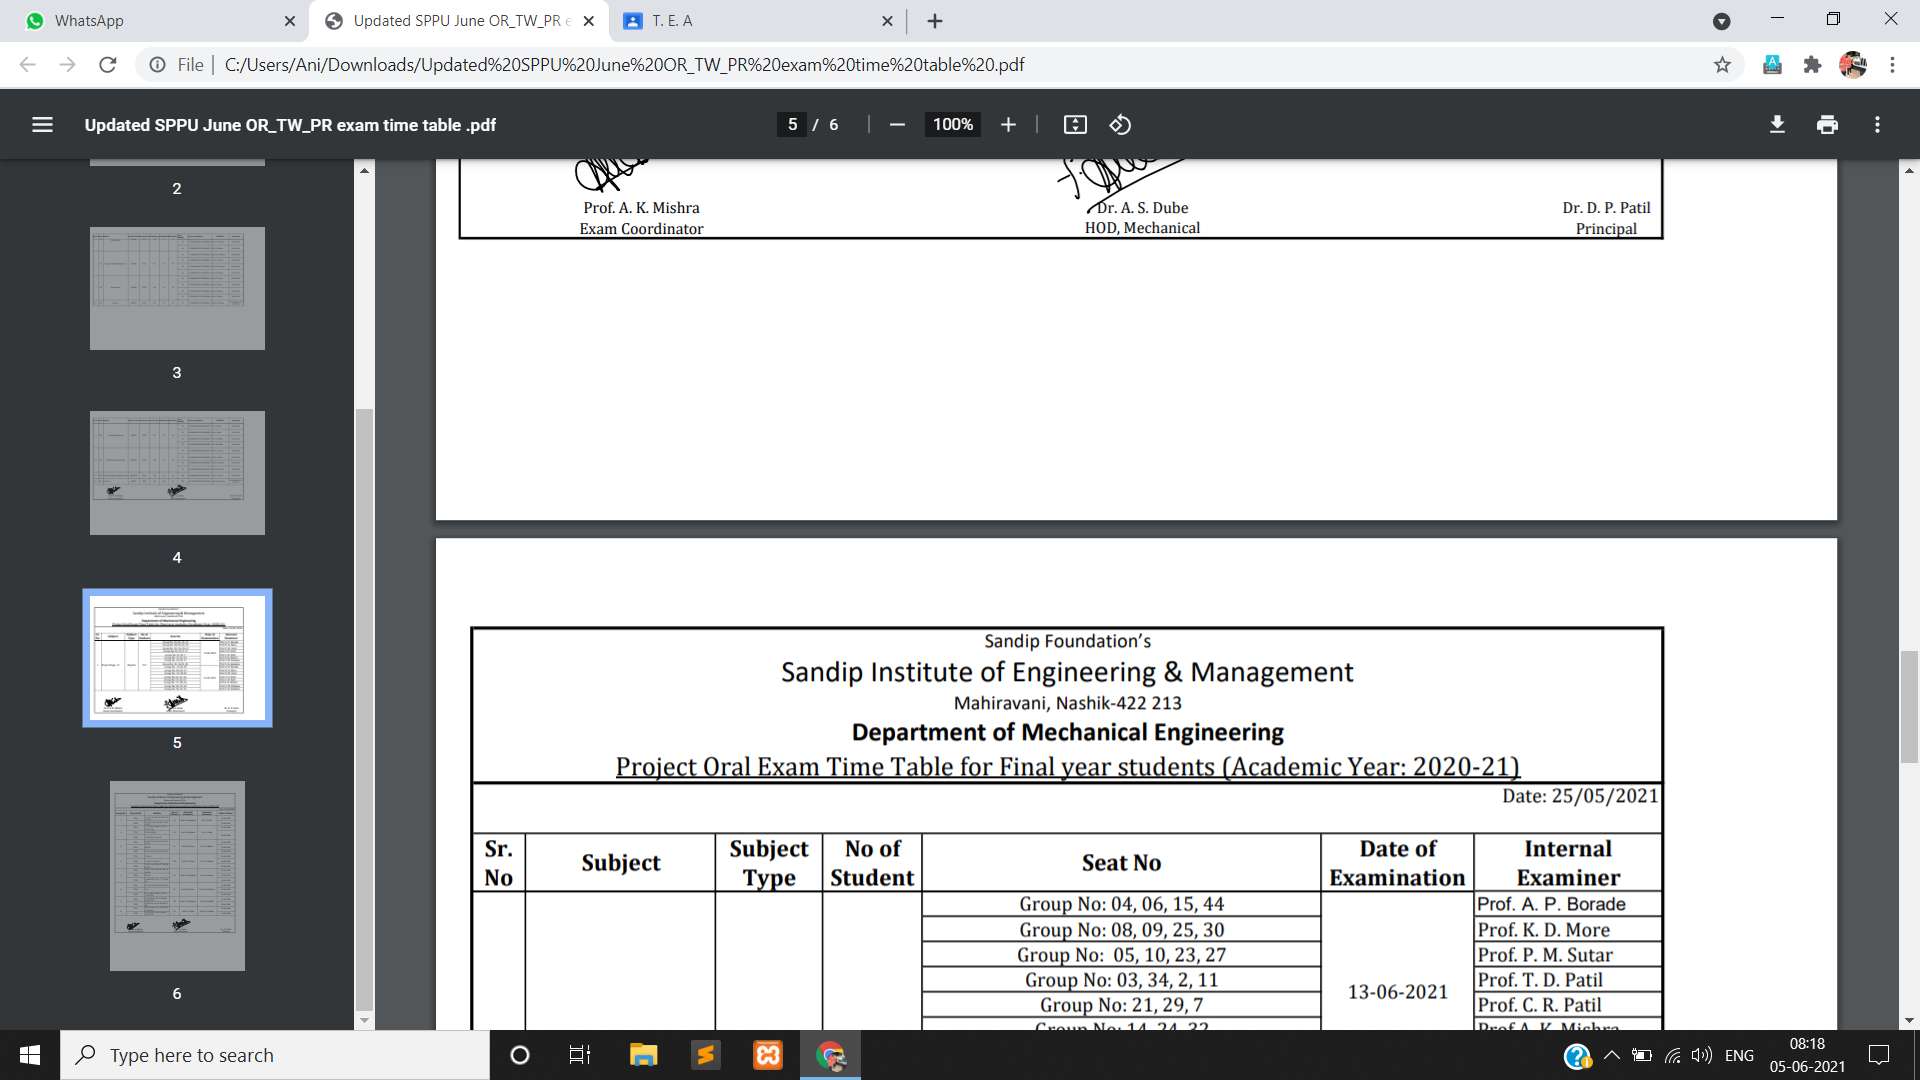 WhatsApp
Updated SPPU June OR_TW_PR e
T. E. A
File
C:/Users/Ani/Downloads/Updated%20SPPU%20June%20OR_TW_PR%20exam%20time%20table%20.pdf
Updated SPPU June OR_TW_PR exam time table .pdf
5 / 6
100%
2
3
4
5
6
Prof. A. K. Mishra
Exam Coordinator
Dr. A. S. Dube
HOD, Mechanical
Dr. D. P. Patil
Principal
Sandip Foundation's
Sandip Institute of Engineering & Management
Mahiravani, Nashik-422 213
Department of Mechanical Engineering
Project Oral Exam Time Table for Final year students (Academic Year: 2020-21)
Date: 25/05/2021
Sr. No
Subject
Subject Type
No of Student
Seat No
Date of Examination
Internal Examiner
Group No: 04, 06, 15, 44
Prof. A. P. Borade
Group No: 08, 09, 25, 30
Prof. K. D. More
Group No: 05, 10, 23, 27
Prof. P. M. Sutar
Group No: 03, 34, 2, 11
Prof. T. D. Patil
13-06-2021
Group No: 21, 29, 7
Prof. C. R. Patil
Group No: 14, 24, 32
Prof A. K. Mishra
Type here to search
ENG
08:18
05-06-2021